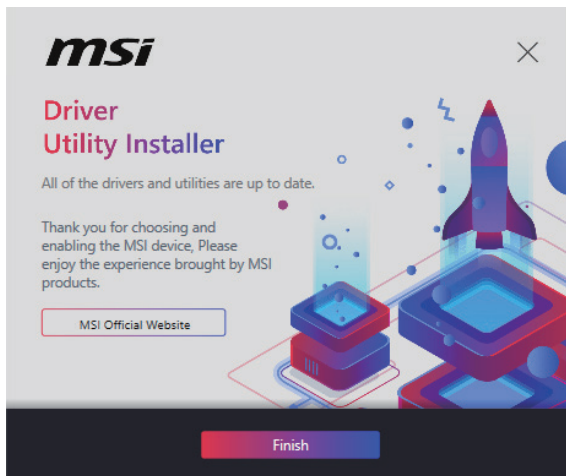 msi
Driver
Utility Installer
All of the drivers and utilities are up to date.
Thank you for choosing and
enabling the MSI device, Please
enjoy the experience brought by MSI
products.
MSI Official Website
Finish